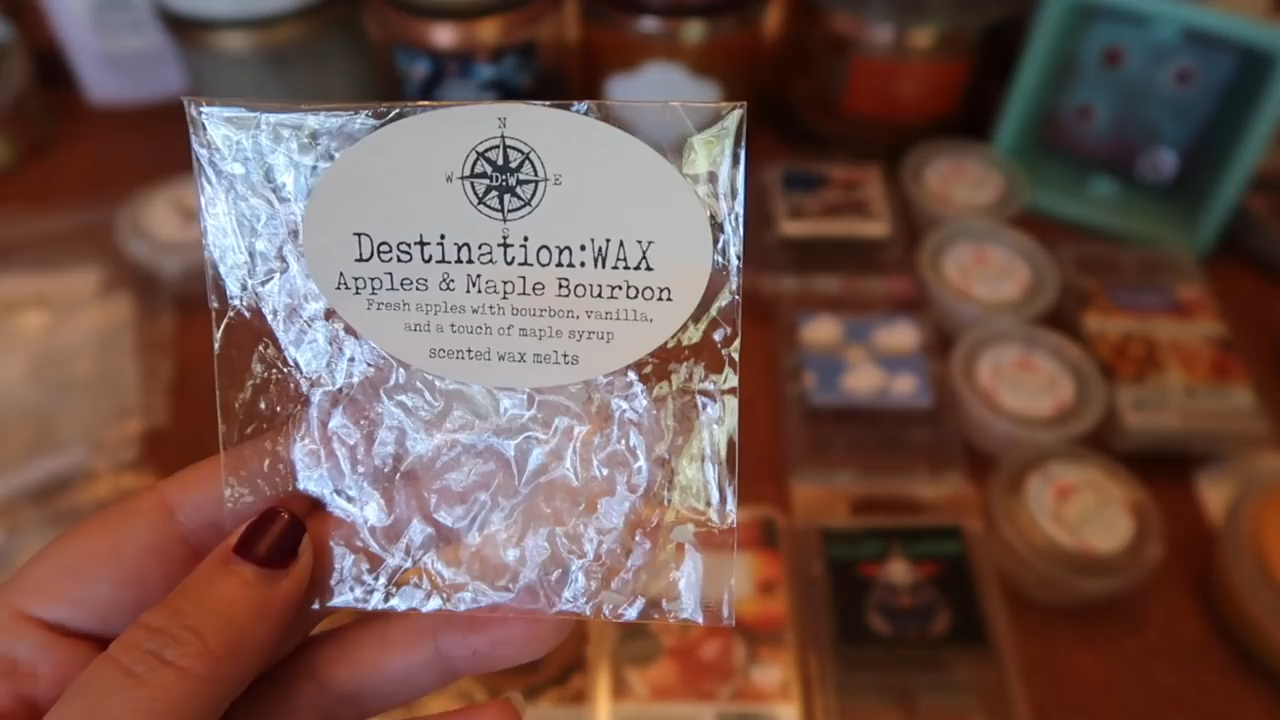 N
W D:W E
S
Destination:WAX
Apples & Maple Bourbon
Fresh apples with bourbon, vanilla,
and a touch of maple syrup
scented wax melts